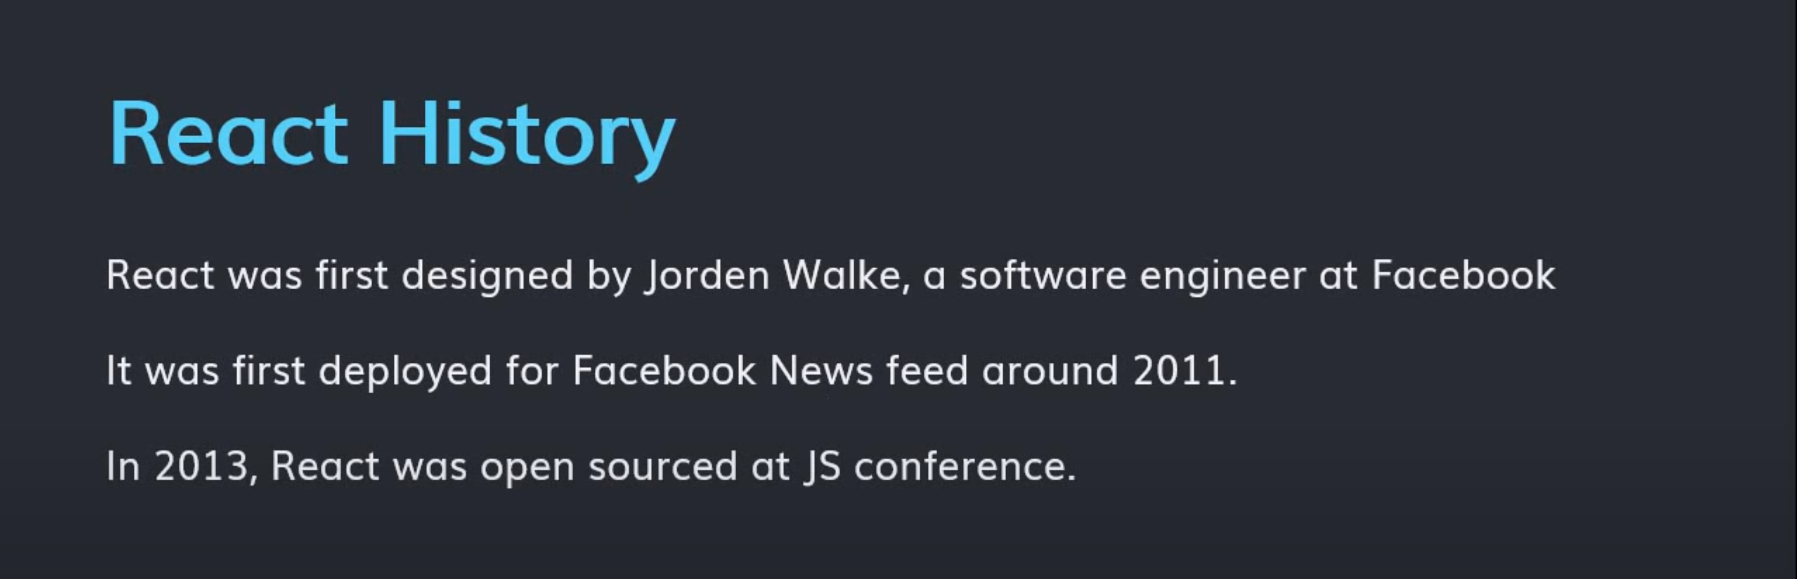 React History
React was first designed by Jorden Walke, a software engineer at Facebook
It was first deployed for Facebook News feed around 2011.
In 2013, React was open sourced at JS conference.